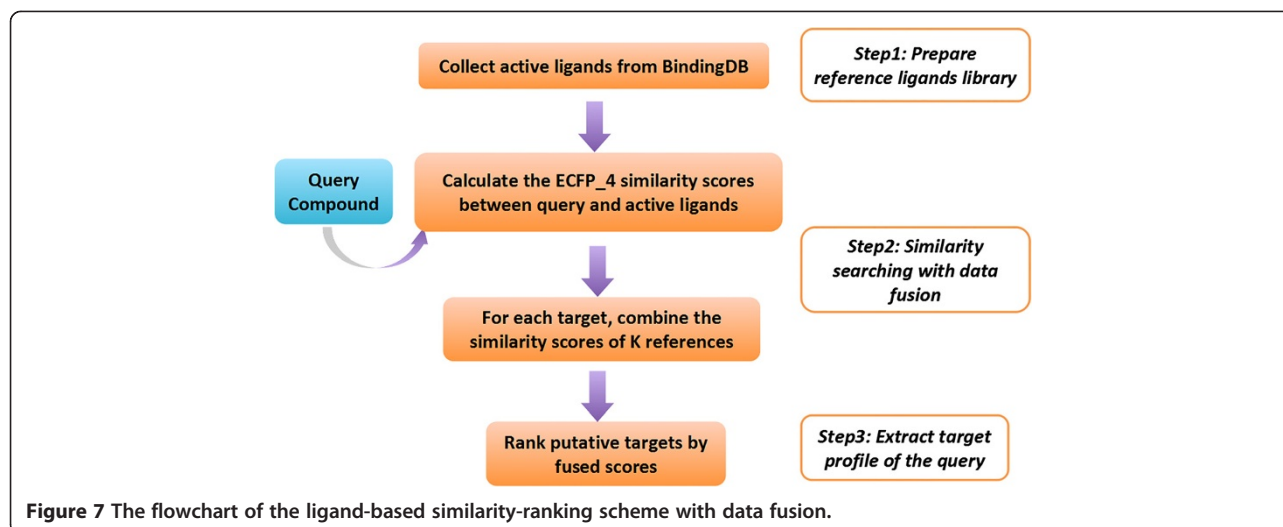 Collect active ligands from BindingDB
Step1: Prepare
reference ligands library
Query
Compound
Calculate the ECFP_4 similarity scores
between query and active ligands
Step2: Similarity
searching with data
fusion
For each target, combine the
similarity scores of K references
Rank putative targets by
fused scores
Step3: Extract target
profile of the query
Figure 7 The flowchart of the ligand-based similarity-ranking scheme with data fusion.